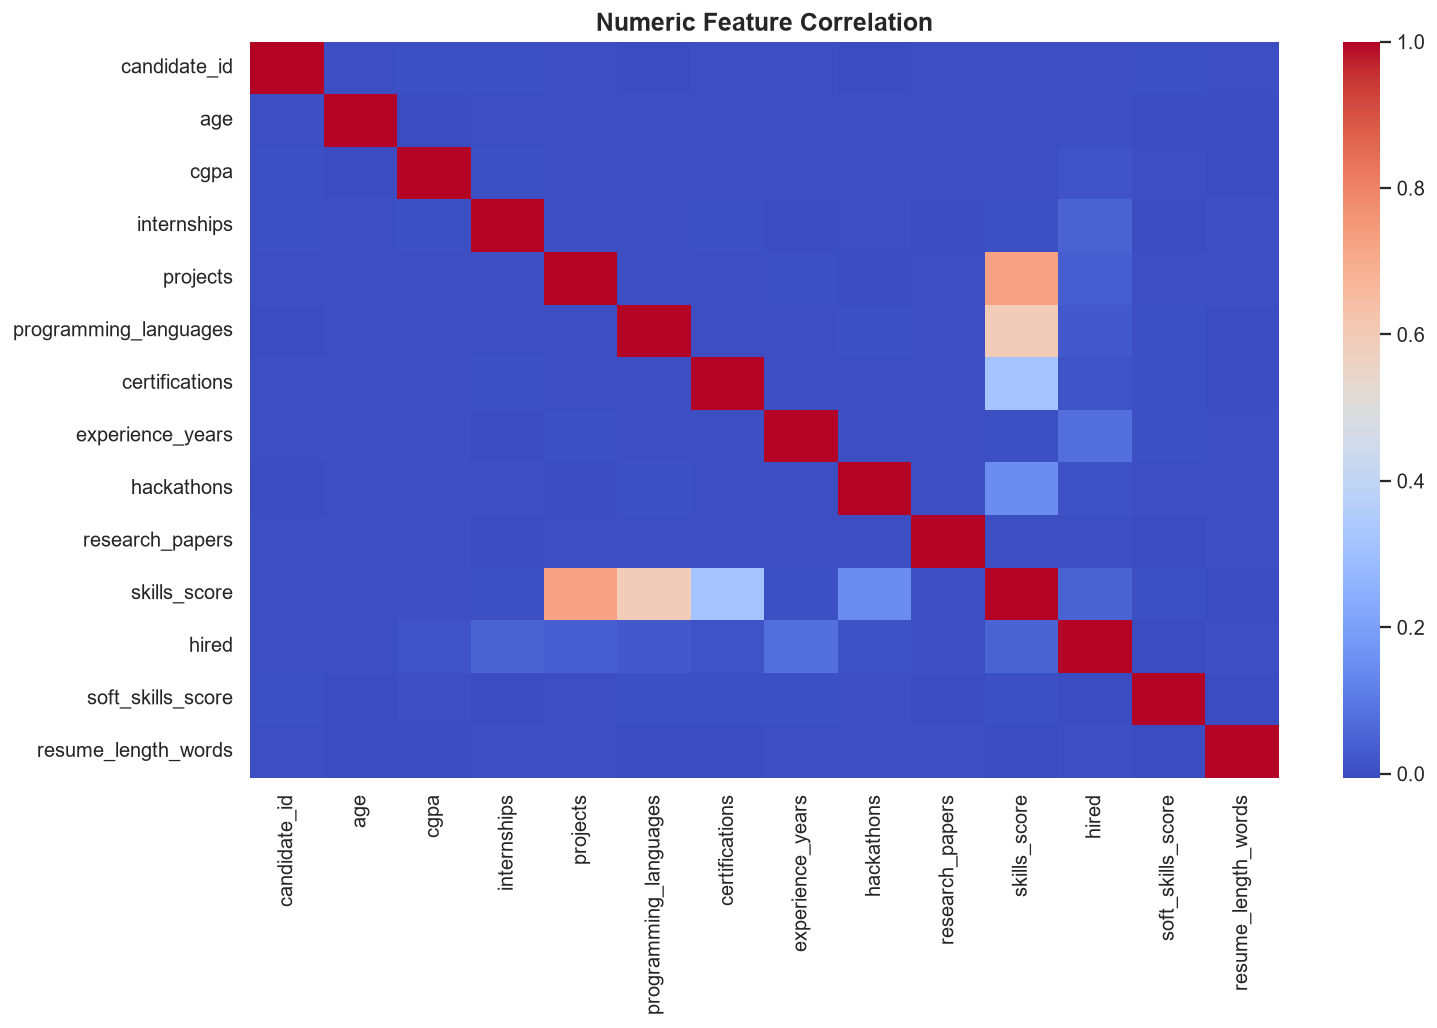 Numeric Feature Correlation
candidate_id
age
cgpa
internships
projects
programming_languages
certifications
experience_years
hackathons
research_papers
skills_score
hired
soft_skills_score
resume_length_words
candidate_id
age
cgpa
internships
projects
programming_languages
certifications
experience_years
hackathons
research_papers
skills_score
hired
soft_skills_score
resume_length_words
1.0
0.8
0.6
0.4
0.2
0.0